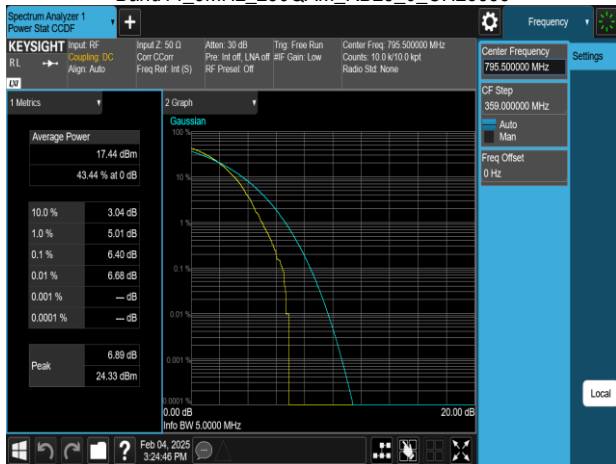 Spectrum Analyzer 1
Power Stat CCDF
Frequency
KEYSIGHT
RL
Input: RF
Coupling: DC
Align: Auto
Input Z: 50 Ω
Corr CCorr
Freq Ref: Int (S)
Atten: 30 dB
Pre: Int off, LNA off
RF Preset: Off
Trig: Free Run
#IF Gain: Low
Center Freq: 795.500000 MHz
Counts: 10.0 k/10.0 kpt
Radio Std: None
LXI
Center Frequency
795.500000 MHz
Settings
CF Step
359.000000 MHz
Auto
Man
Freq Offset
0 Hz
1 Metrics
Average Power
17.44 dBm
43.44 % at 0 dB
10.0 % 3.04 dB
1.0 % 5.01 dB
0.1 % 6.40 dB
0.01 % 6.68 dB
0.001 % --- dB
0.0001 % --- dB
Peak
6.89 dB
24.33 dBm
2 Graph
Gaussian
100 %
10 %
1 %
0.1 %
0.01 %
0.001 %
0.0001 %
0.00 dB 20.00 dB
Info BW 5.0000 MHz
Local
Feb 04, 2025
3:24:46 PM
?